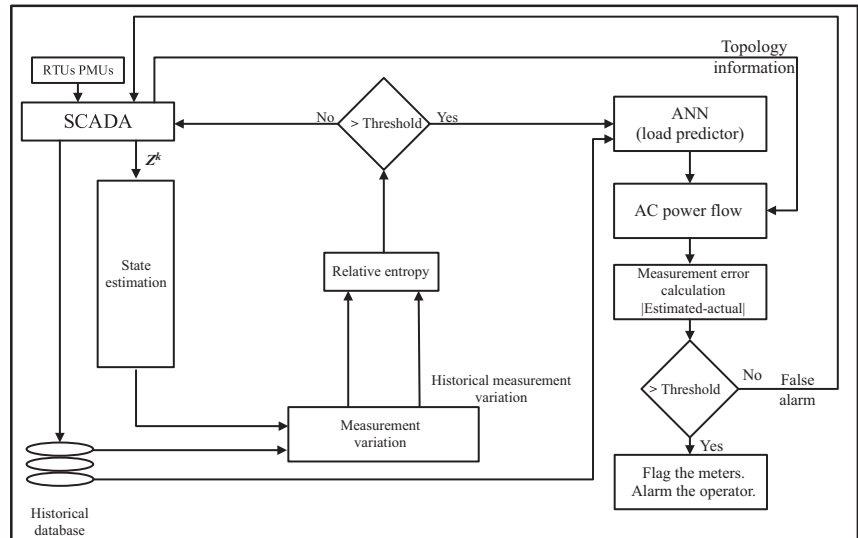 Topology
information
RTUs PMUs
SCADA
No
> Threshold
Yes
ANN
(load predictor)
Z^k
AC power flow
State
estimation
Relative entropy
Measurement error
calculation
|Estimated-actual|
Historical measurement
variation
> Threshold
No
False
alarm
Measurement
variation
Yes
Flag the meters.
Alarm the operator.
Historical
database